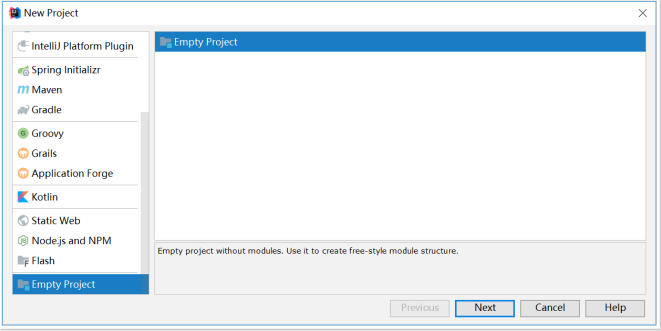 New Project
IntelliJ Platform Plugin
Spring Initializr
Maven
Gradle
Groovy
Grails
Application Forge
Kotlin
Static Web
Node.js and NPM
Flash
Empty Project
Empty Project
Empty project without modules. Use it to create free-style module structure.
Previous
Next
Cancel
Help